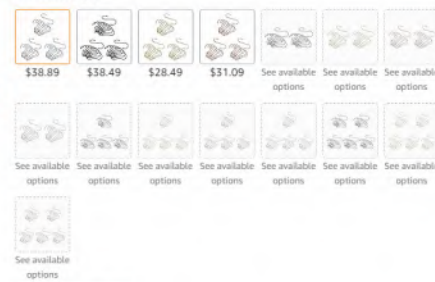 $38.89 $38.49 $28.49 $31.09 See available See available See available
options options options
See available See available See available See available See available See available See available
options options options options options options options
See available
options